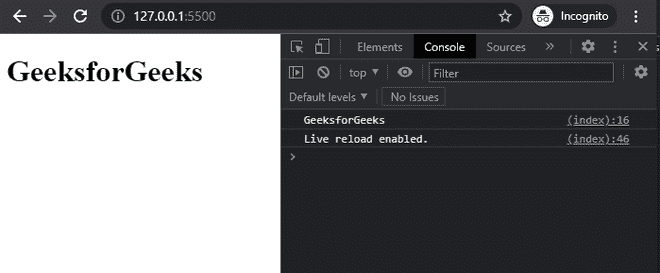 127.0.0.1:5500 Incognito
GeeksforGeeks
Elements Console Sources »
top ▼ Filter
Default levels ▼ No Issues
GeeksforGeeks (index):16
Live reload enabled. (index):46
>